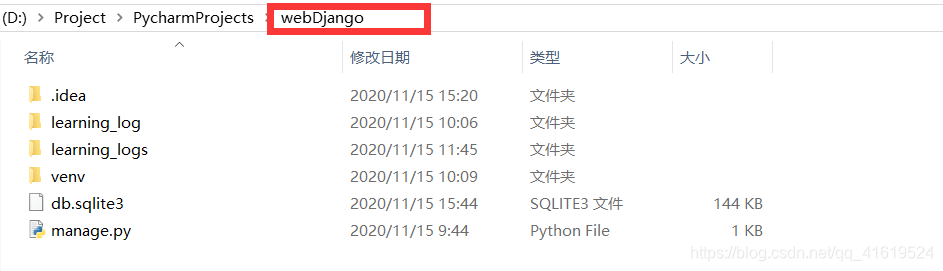 (D:) > Project > PycharmProjects > webDjango
名称 修改日期 类型 大小
.idea 2020/11/15 15:20 文件夹
learning_log 2020/11/15 10:06 文件夹
learning_logs 2020/11/15 11:45 文件夹
venv 2020/11/15 10:09 文件夹
db.sqlite3 2020/11/15 15:44 SQLITE3 文件 144 KB
manage.py 2020/11/15 9:44 Python File 1 KB
https://blog.csdn.net/qq_41619524